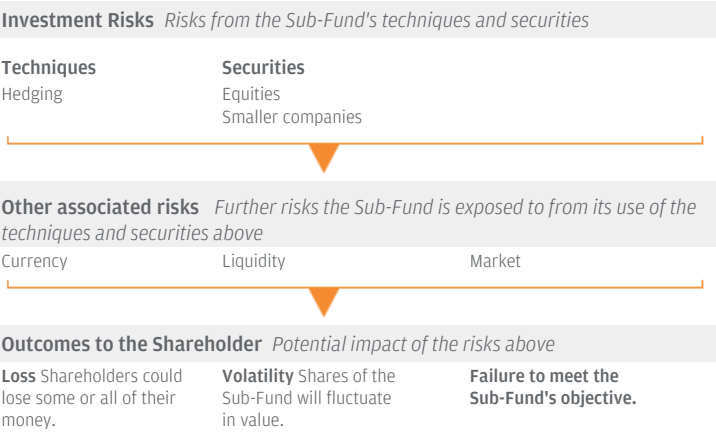 Investment Risks Risks from the Sub-Fund's techniques and securities
Techniques Securities
Hedging Equities
Smaller companies
Other associated risks Further risks the Sub-Fund is exposed to from its use of the
techniques and securities above
Currency Liquidity Market
Outcomes to the Shareholder Potential impact of the risks above
Loss Shareholders could
lose some or all of their
money.
Volatility Shares of the
Sub-Fund will fluctuate
in value.
Failure to meet the
Sub-Fund's objective.